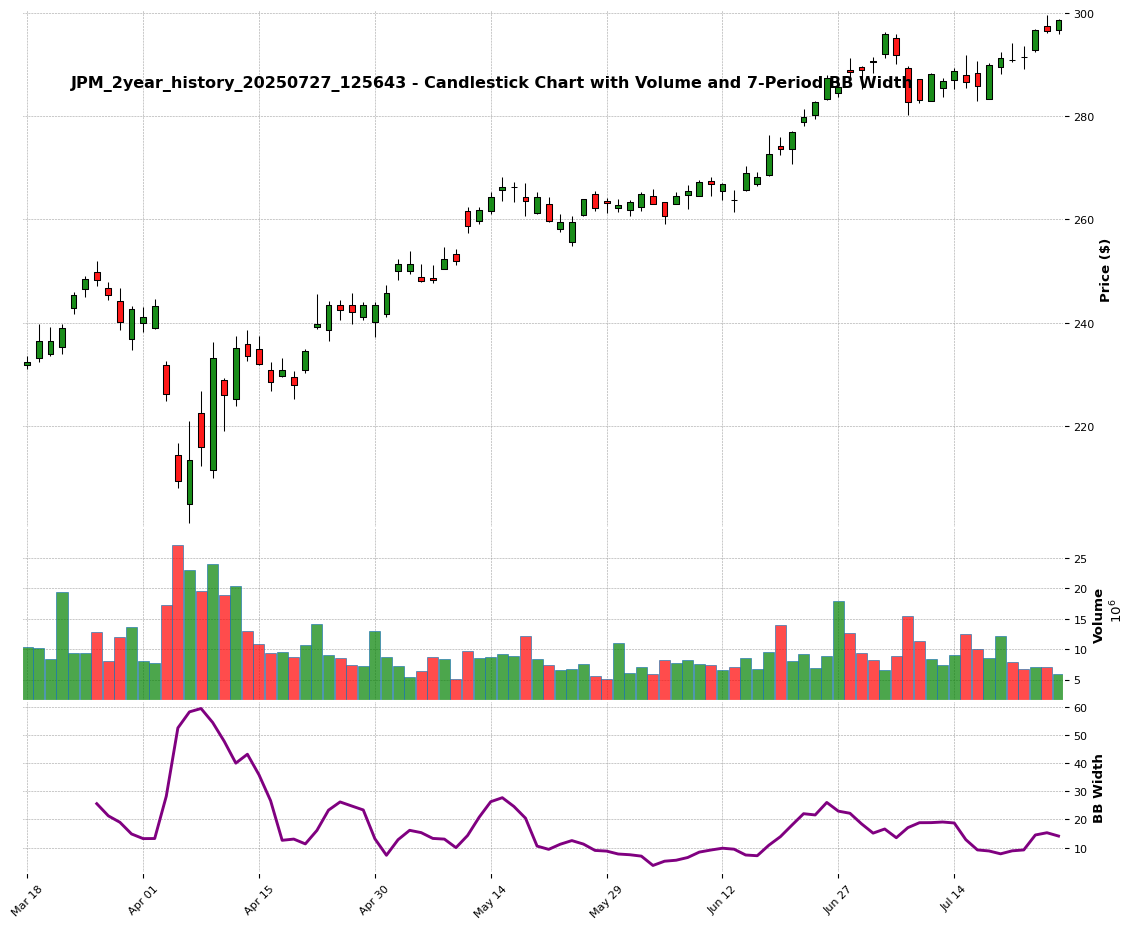 JPM_2year_history_20250727_125643 - Candlestick Chart with Volume and 7-Period BB Width
300
280
260
240
220
Price ($)
25
20
15
10
5
Volume
10^6
60
50
40
30
20
10
BB Width
Mar 18
Apr 01
Apr 15
Apr 30
May 14
May 29
Jun 12
Jun 27
Jul 14